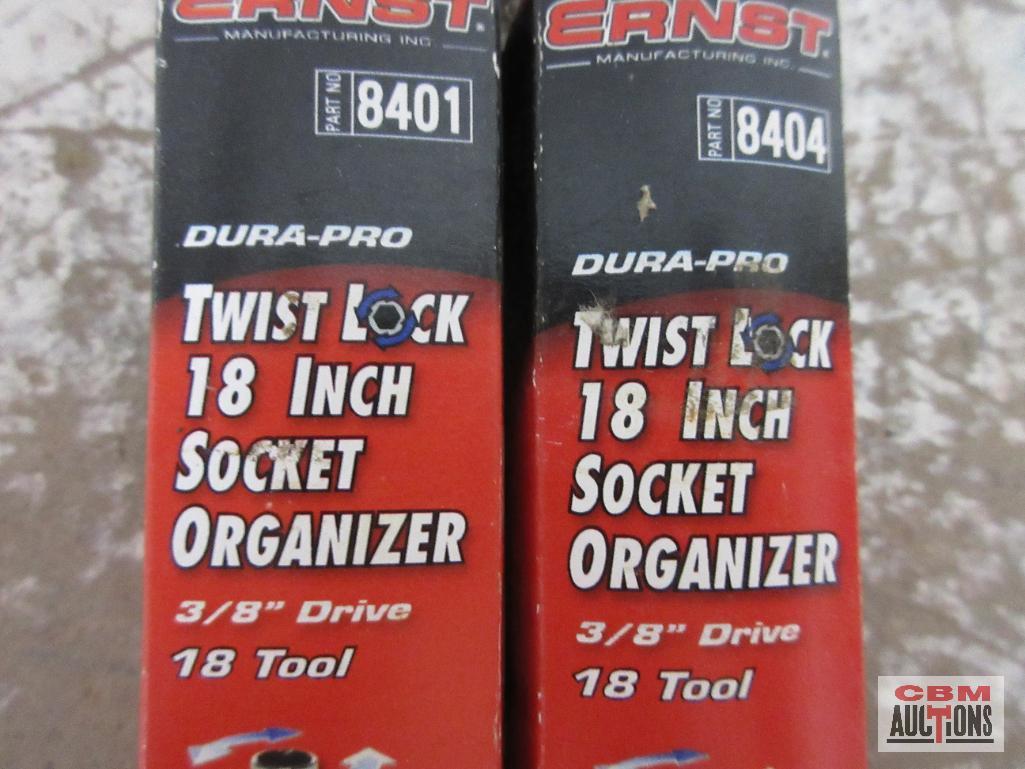 ERNST
MANUFACTURING INC.
PART NO
8401
DURA-PRO
TWIST LOCK
18 INCH
SOCKET
ORGANIZER
3/8" Drive
18 Tool
ERNST
MANUFACTURING INC.
PART NO
8404
DURA-PRO
TWIST LOCK
18 INCH
SOCKET
ORGANIZER
3/8" Drive
18 Tool
CBM
AUCTIONS